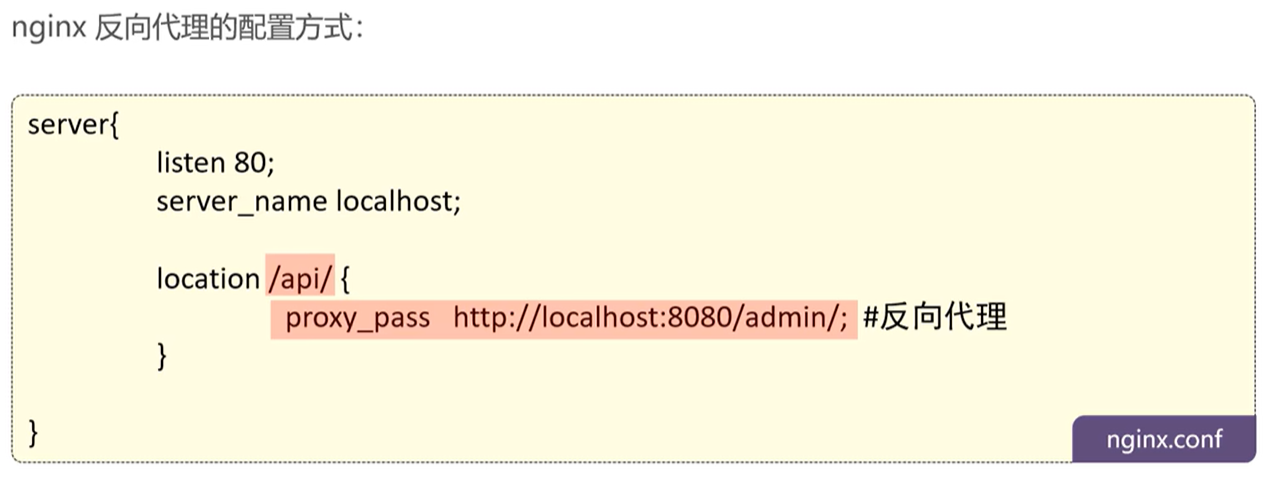 nginx 反向代理的配置方式：
server{
listen 80;
server_name localhost;
location /api/ {
proxy_pass http://localhost:8080/admin/; #反向代理
}
}
nginx.conf